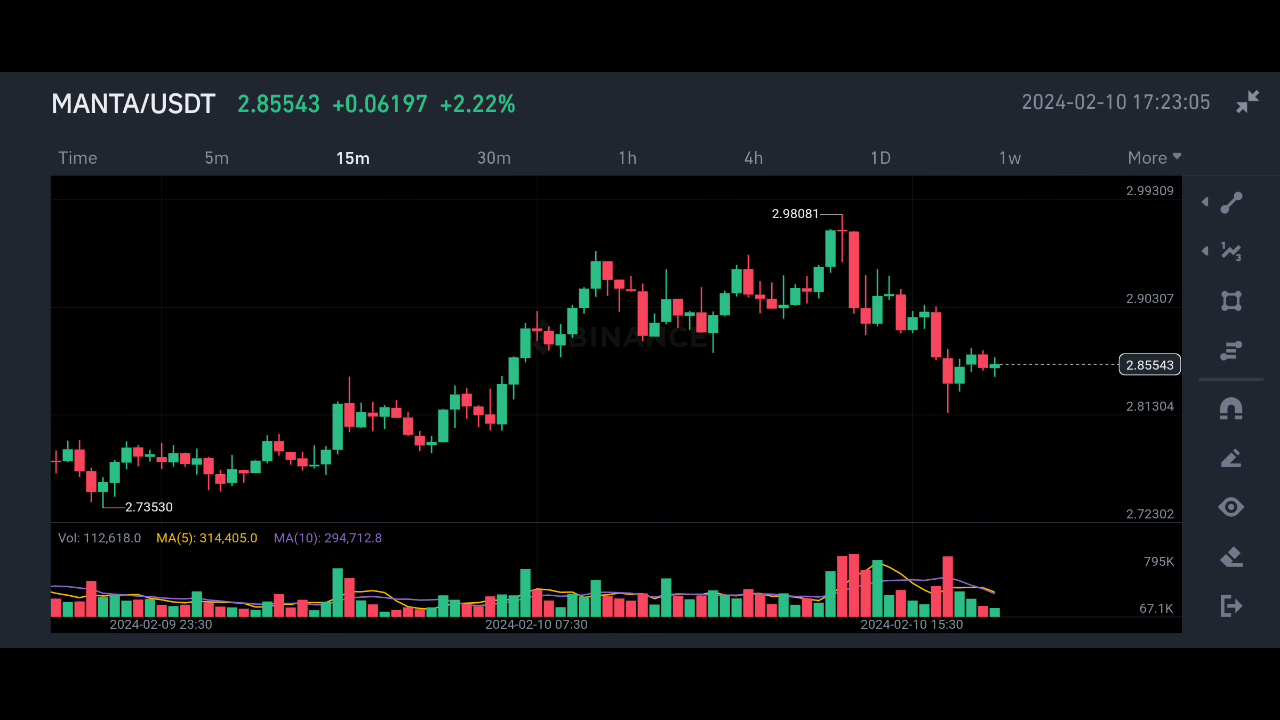 MANTA/USDT 2.85543 +0.06197 +2.22% 2024-02-10 17:23:05
Time 5m 15m 30m 1h 4h 1D 1w More
2.99309
2.98081
2.90307
BINANCE
2.85543
2.81304
2.73530
2.72302
Vol: 112,618.0 MA(5): 314,405.0 MA(10): 294,712.8
795K
67.1K
2024-02-09 23:30 2024-02-10 07:30 2024-02-10 15:30